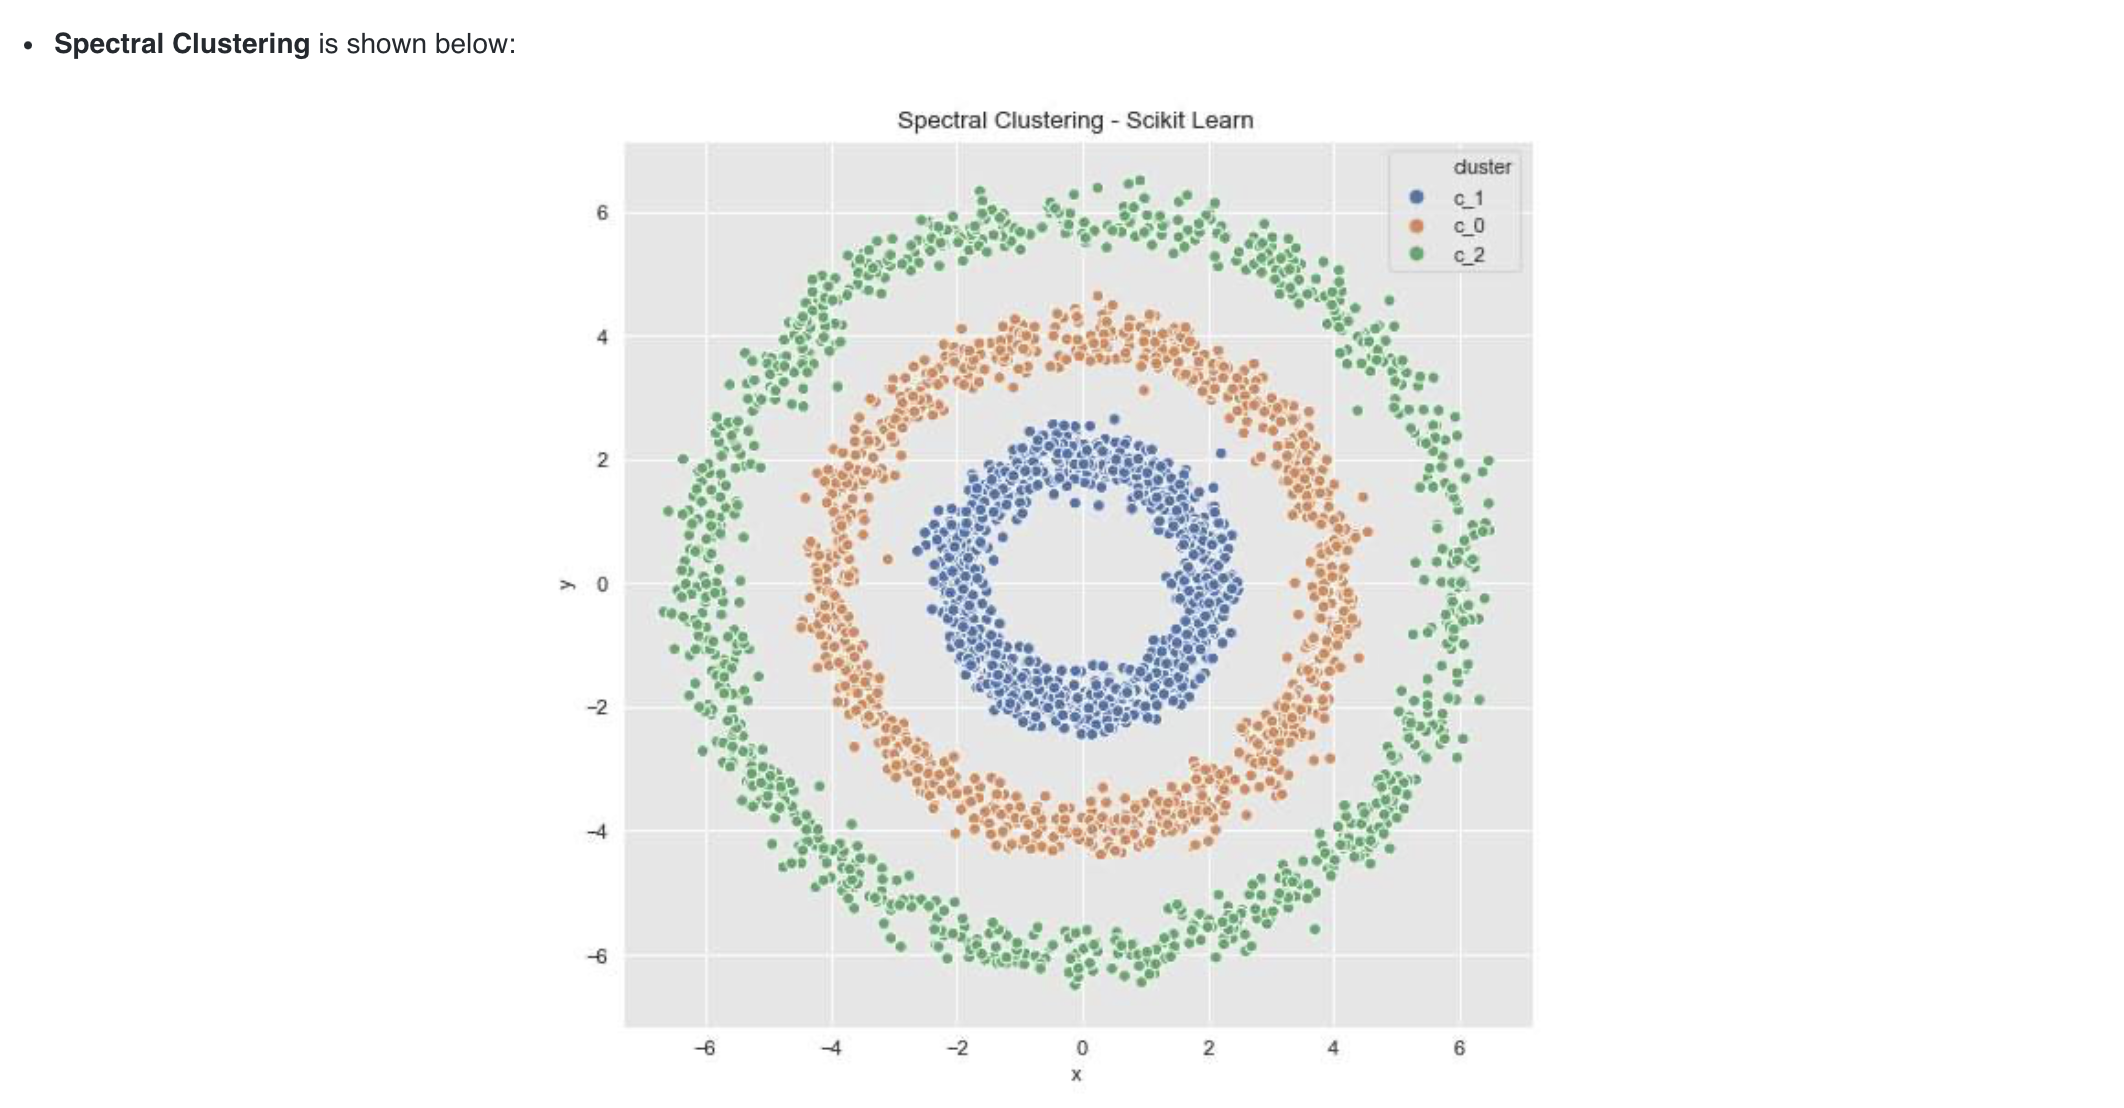 • Spectral Clustering is shown below:
Spectral Clustering - Scikit Learn
duster
c_1
c_0
c_2
6
4
2
0
−2
−4
−6
y
−6 −4 −2 0 2 4 6
x